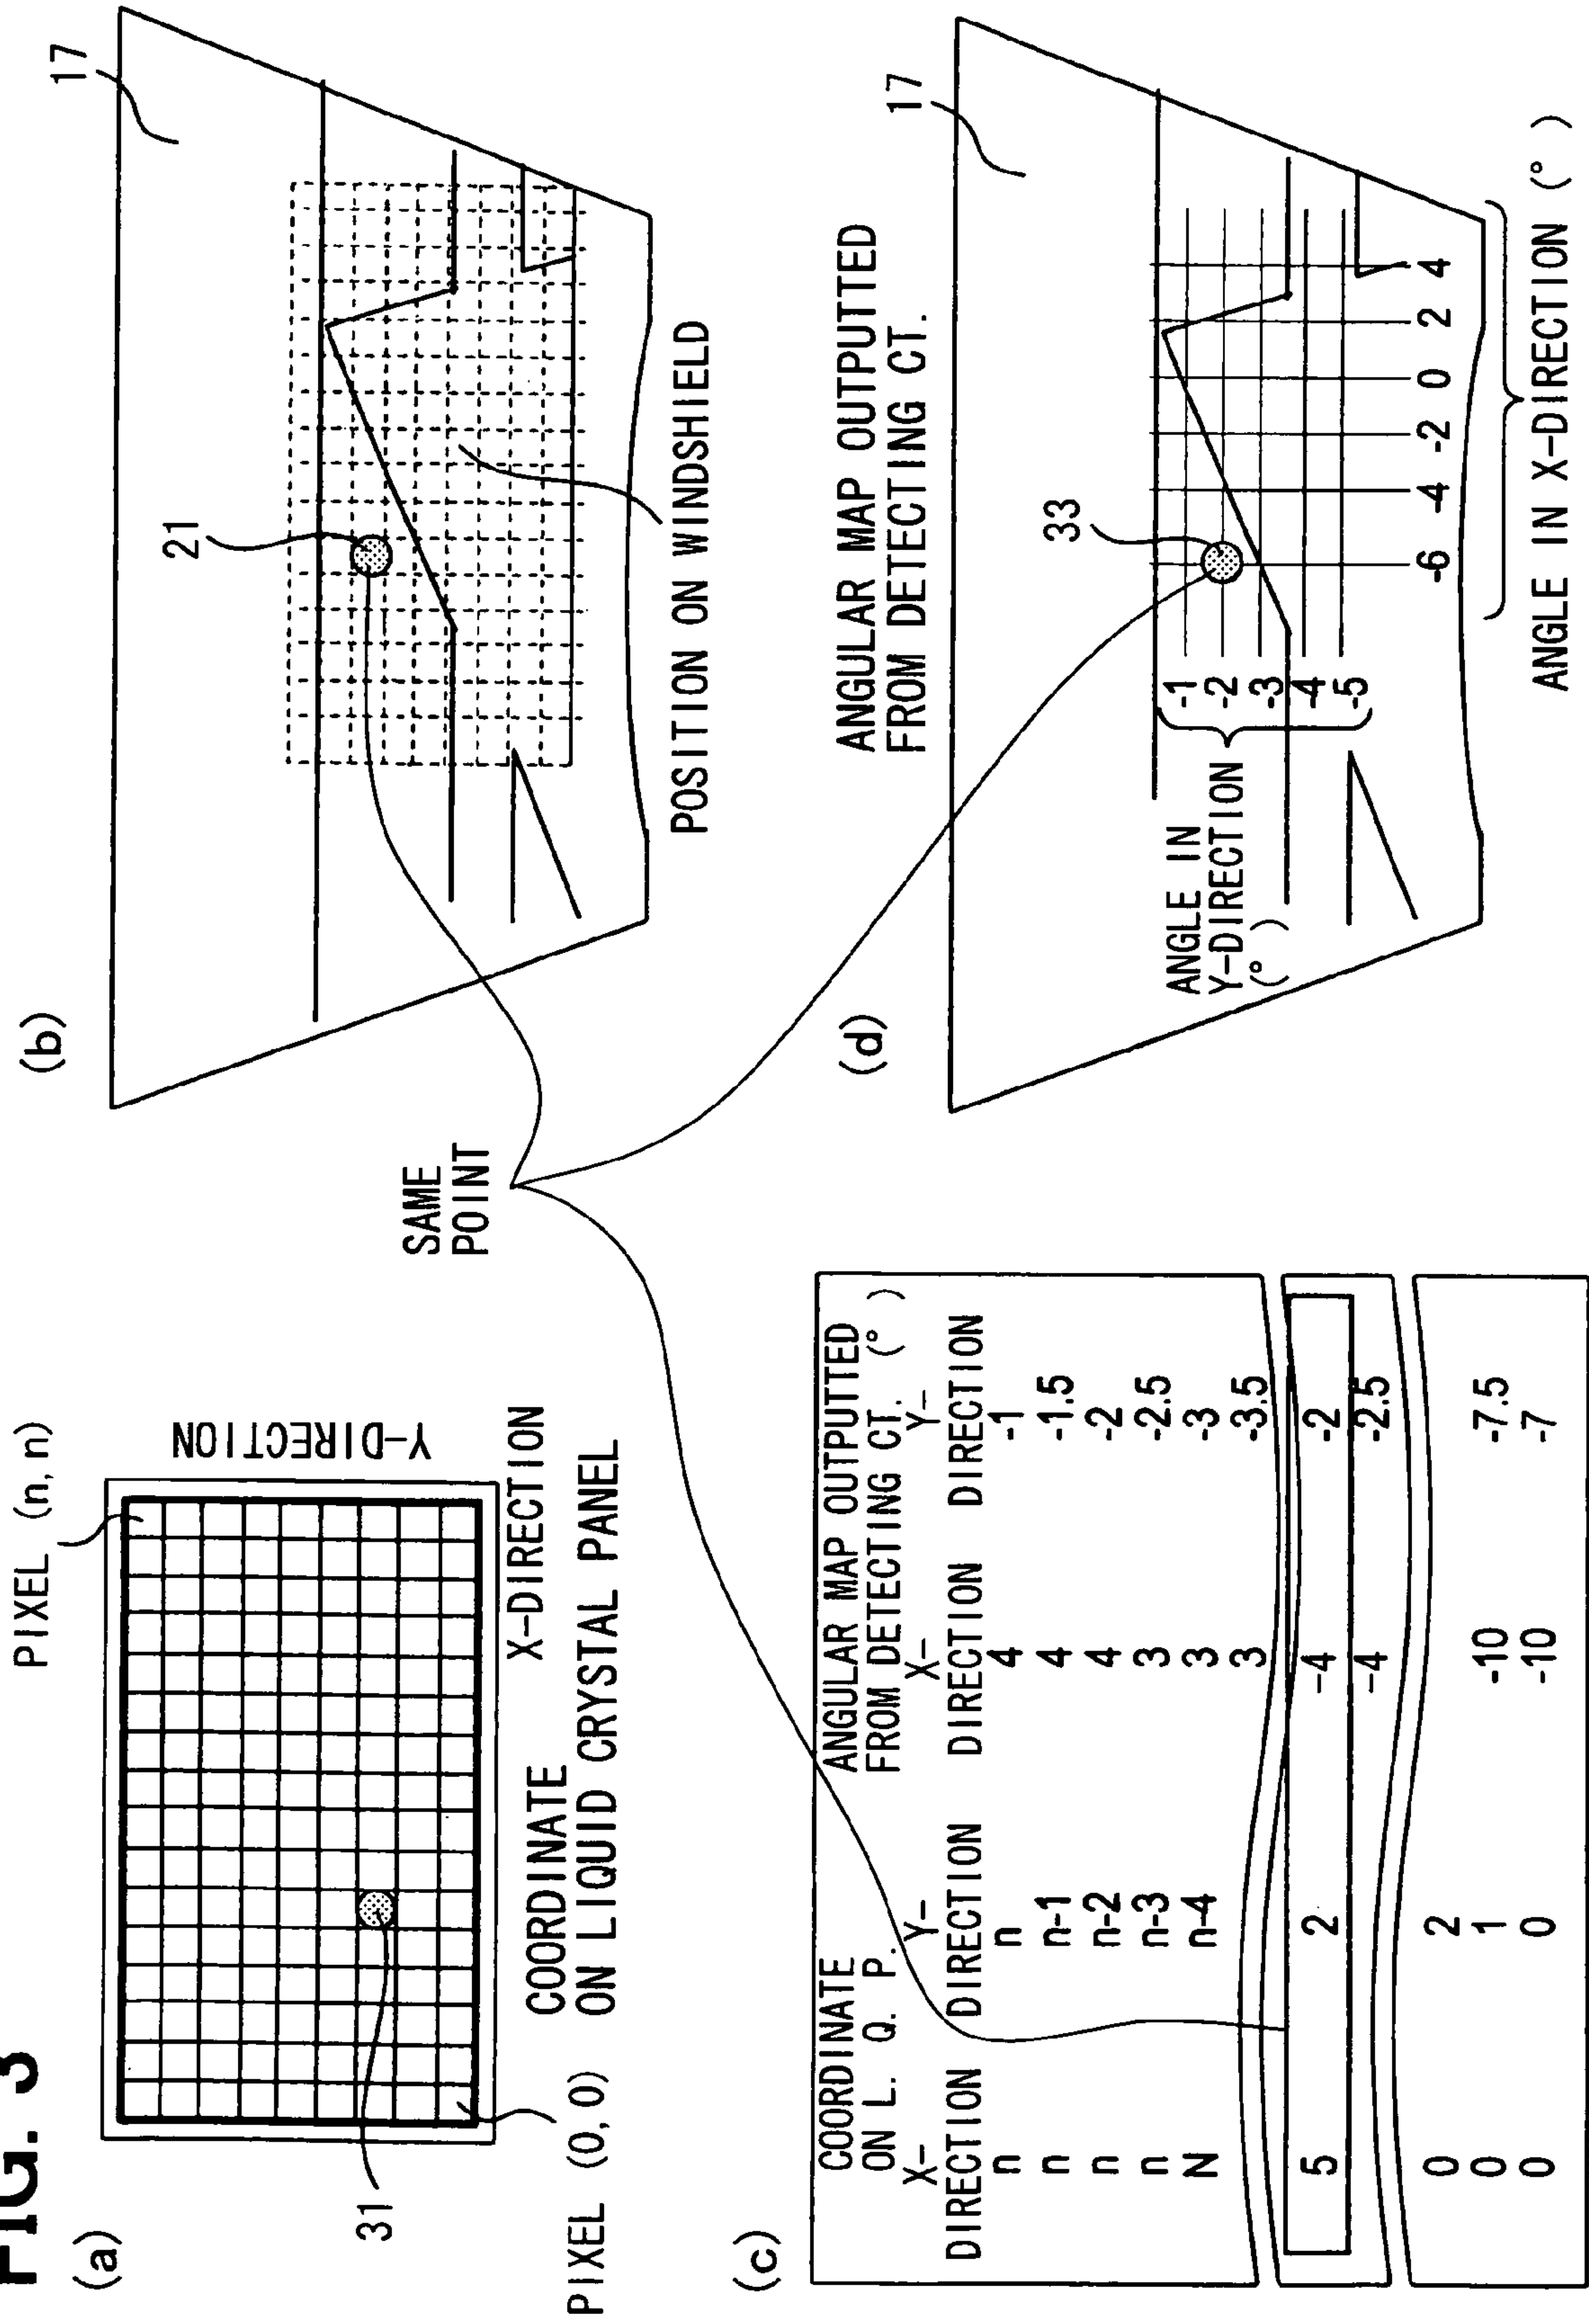 FIG. 3
(a)
PIXEL (n, n)
Y-DIRECTION
X-DIRECTION
31
PIXEL (0, 0)
COORDINATE
ON LIQUID CRYSTAL PANEL
(b)
17
21
POSITION ON WINDSHIELD
SAME
POINT
(c)
COORDINATE ANGULAR MAP OUTPUTTED
ON L. Q. P. FROM DETECTING CT. (°)
X- Y- X- Y-
DIRECTION DIRECTION DIRECTION DIRECTION
n n 4 -1
n n-1 4 -1.5
n n-2 4 -2
n n-3 3 -2.5
N n-4 3 -3
3 -3.5
5 2 -4 -2
-4 -2.5
0 2
0 1 -10 -7.5
0 0 -10 -7
(d)
ANGULAR MAP OUTPUTTED
FROM DETECTING CT.
17
33
ANGLE IN
Y-DIRECTION
(°)
-1
-2
-3
-4
-5
-6 -4 -2 0 2 4
ANGLE IN X-DIRECTION (°)